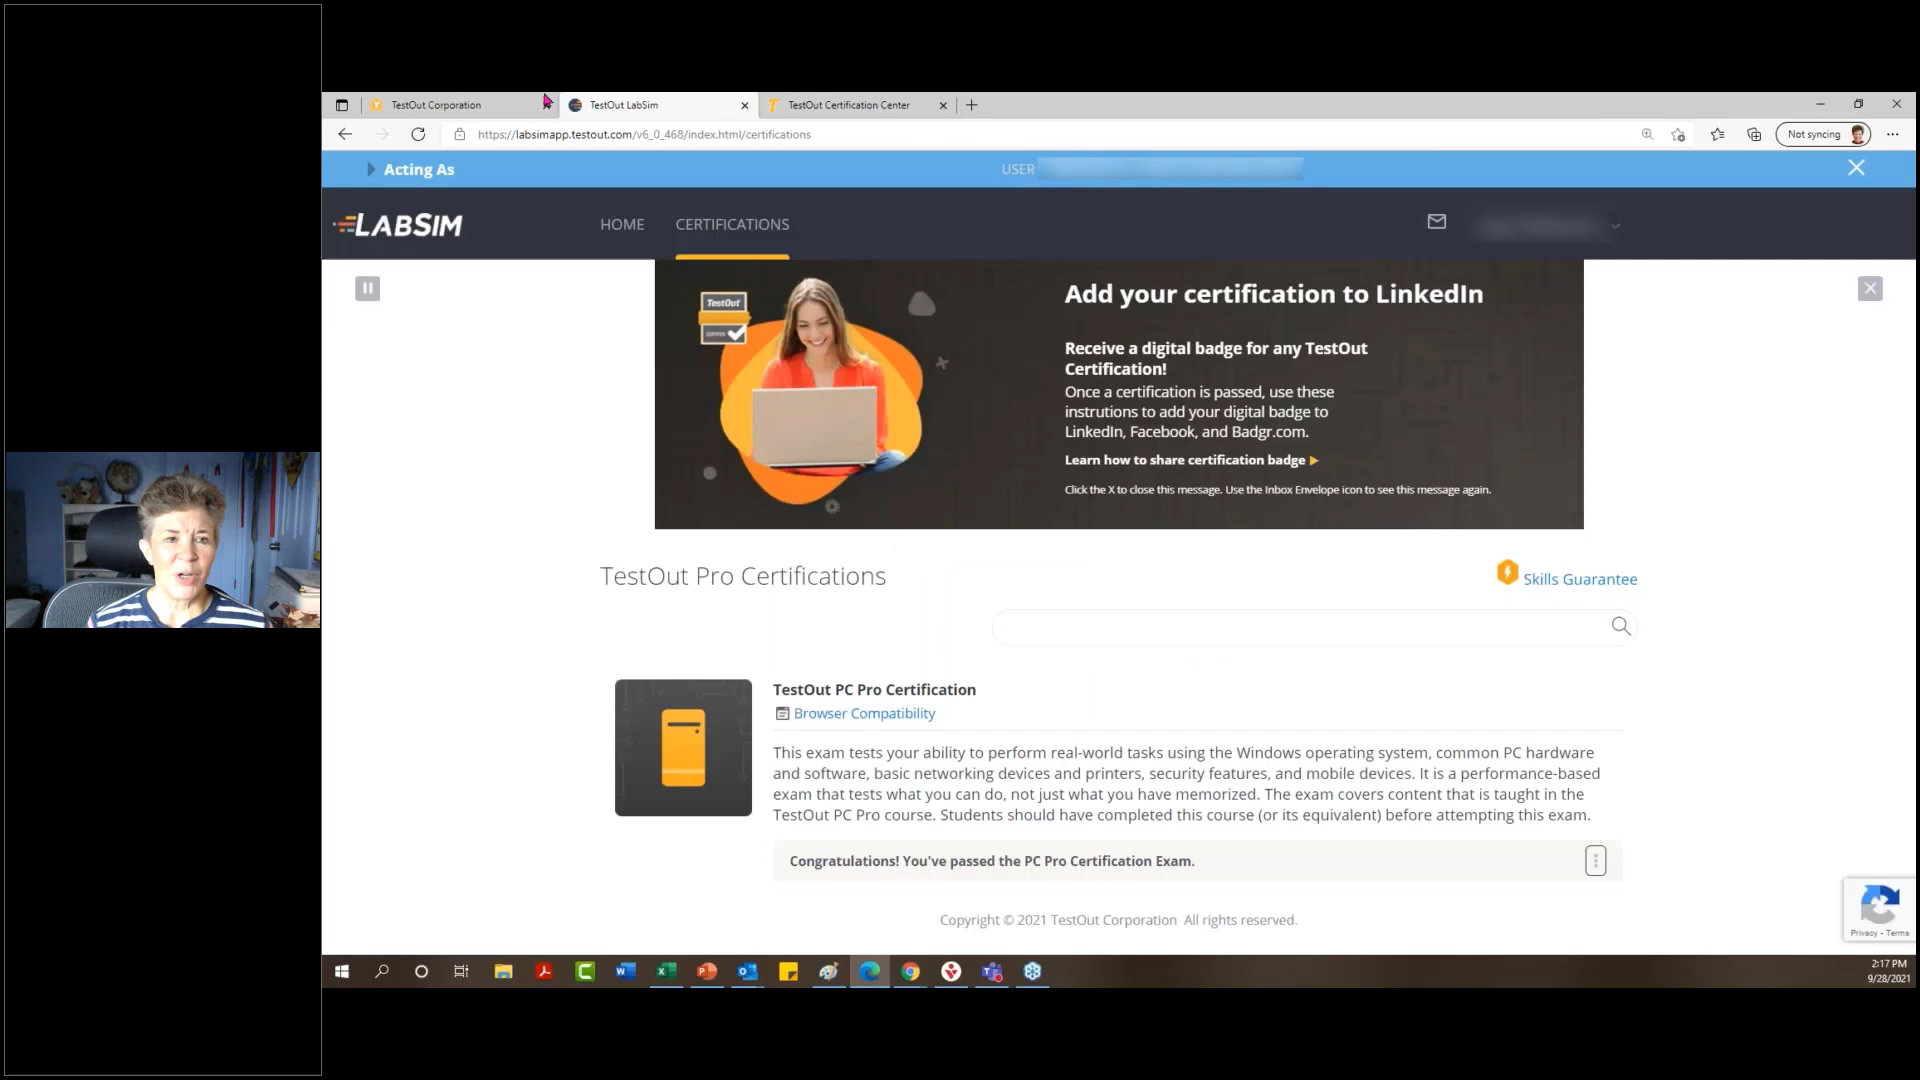 TestOut Corporation
TestOut LabSim
TestOut Certification Center
https://labsimapp.testout.com/v6_0_468/index.html/certifications
Not syncing
Acting As
USER
LABSIM
HOME
CERTIFICATIONS
TestOut
Add your certification to LinkedIn
Receive a digital badge for any TestOut
Certification!
Once a certification is passed, use these
instrutions to add your digital badge to
LinkedIn, Facebook, and Badgr.com.
Learn how to share certification badge
Click the X to close this message. Use the Inbox Envelope icon to see this message again.
TestOut Pro Certifications
Skills Guarantee
TestOut PC Pro Certification
Browser Compatibility
This exam tests your ability to perform real-world tasks using the Windows operating system, common PC hardware
and software, basic networking devices and printers, security features, and mobile devices. It is a performance-based
exam that tests what you can do, not just what you have memorized. The exam covers content that is taught in the
TestOut PC Pro course. Students should have completed this course (or its equivalent) before attempting this exam.
Congratulations! You've passed the PC Pro Certification Exam.
Copyright © 2021 TestOut Corporation All rights reserved.
Privacy - Terms
2:17 PM
9/28/2021